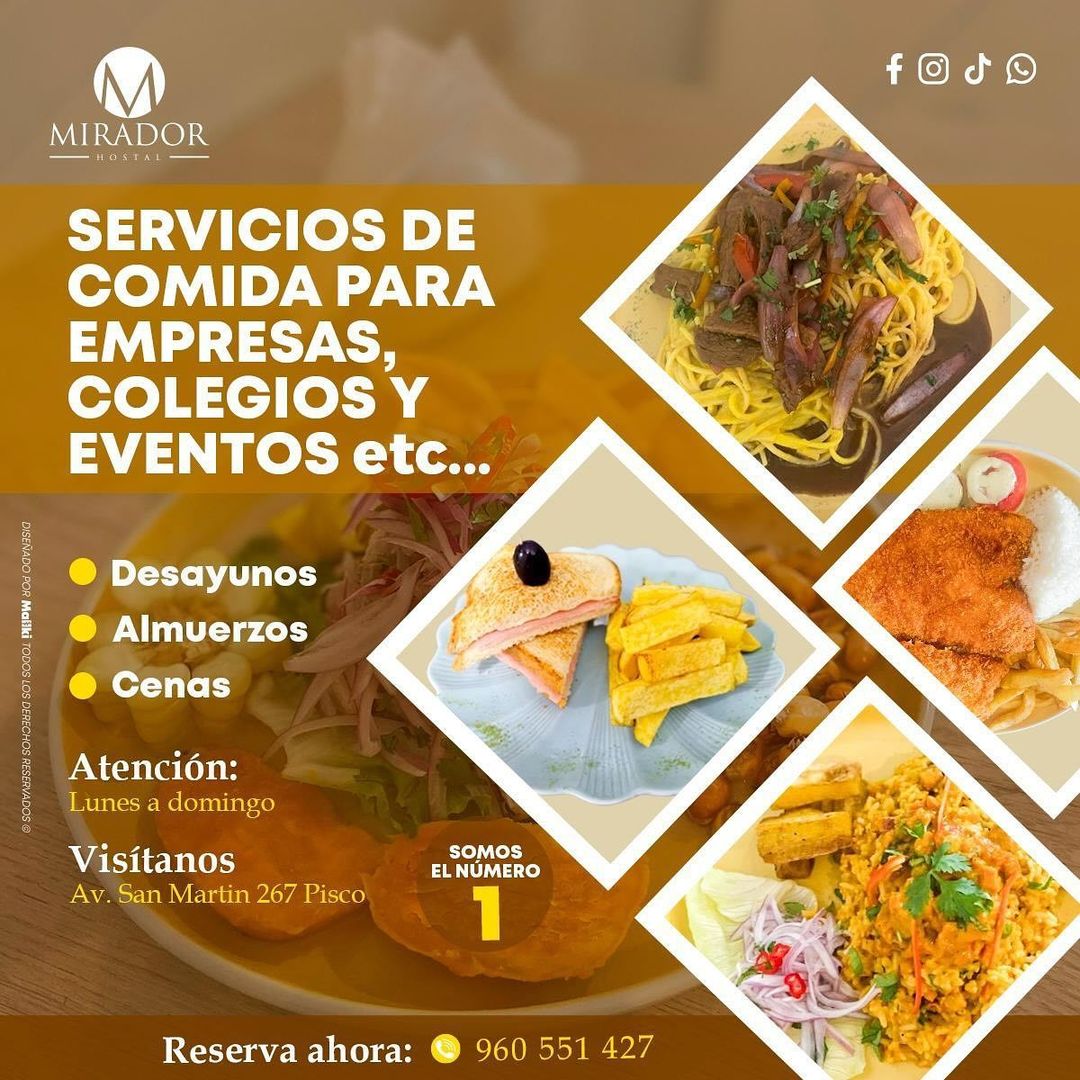 M
MIRADOR
HOSTAL
SERVICIOS DE
COMIDA PARA
EMPRESAS,
COLEGIOS Y
EVENTOS etc...
Desayunos
Almuerzos
Cenas
Atención:
Lunes a domingo
Visítanos
Av. San Martin 267 Pisco
SOMOS
EL NÚMERO
1
Reserva ahora: 960 551 427
DISEÑADO POR Maliki TODOS LOS DERECHOS RESERVADOS ©